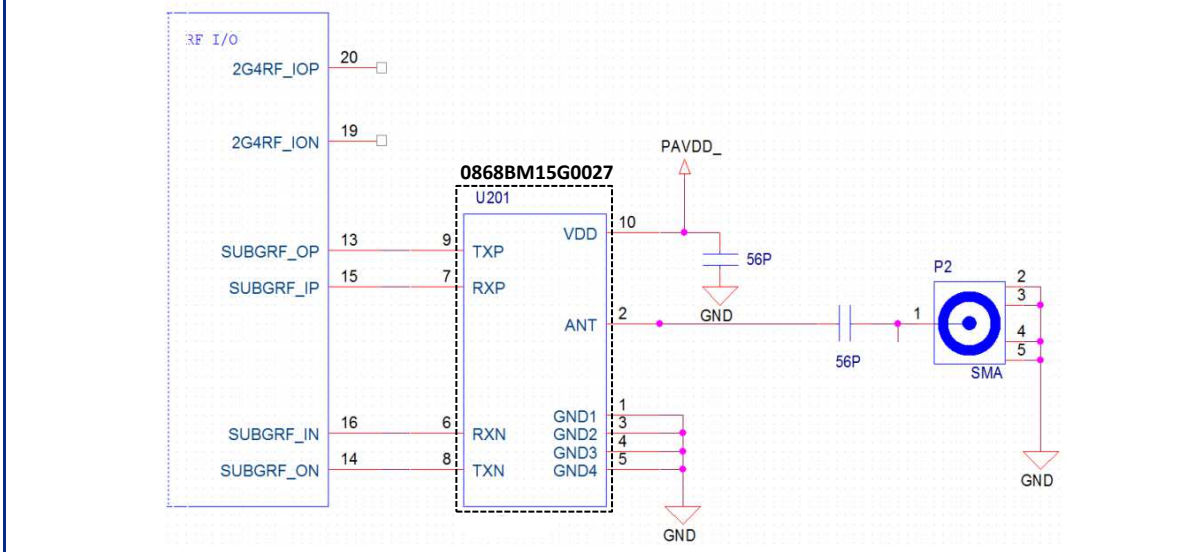 RF I/O
2G4RF_IOP
20
2G4RF_ION
19
PAVDD_
0868BM15G0027
U201
SUBGRF_OP
13
9
TXP
VDD
10
56P
SUBGRF_IP
15
7
RXP
GND
P2
2
3
ANT
2
1
4
5
56P
SMA
SUBGRF_IN
16
6
RXN
GND1
1
GND2
3
GND3
4
GND4
5
SUBGRF_ON
14
8
TXN
GND
GND